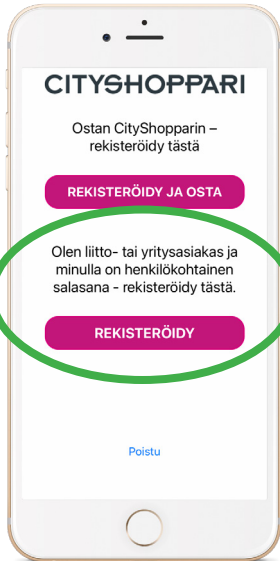 CITYSHOPPARI
Ostan CityShopparin –
rekisteröidy tästä
REKISTERÖIDY JA OSTA
Olen liitto- tai yritysasiakas ja
minulla on henkilökohtainen
salasana - rekisteröidy tästä.
REKISTERÖIDY
Poistu